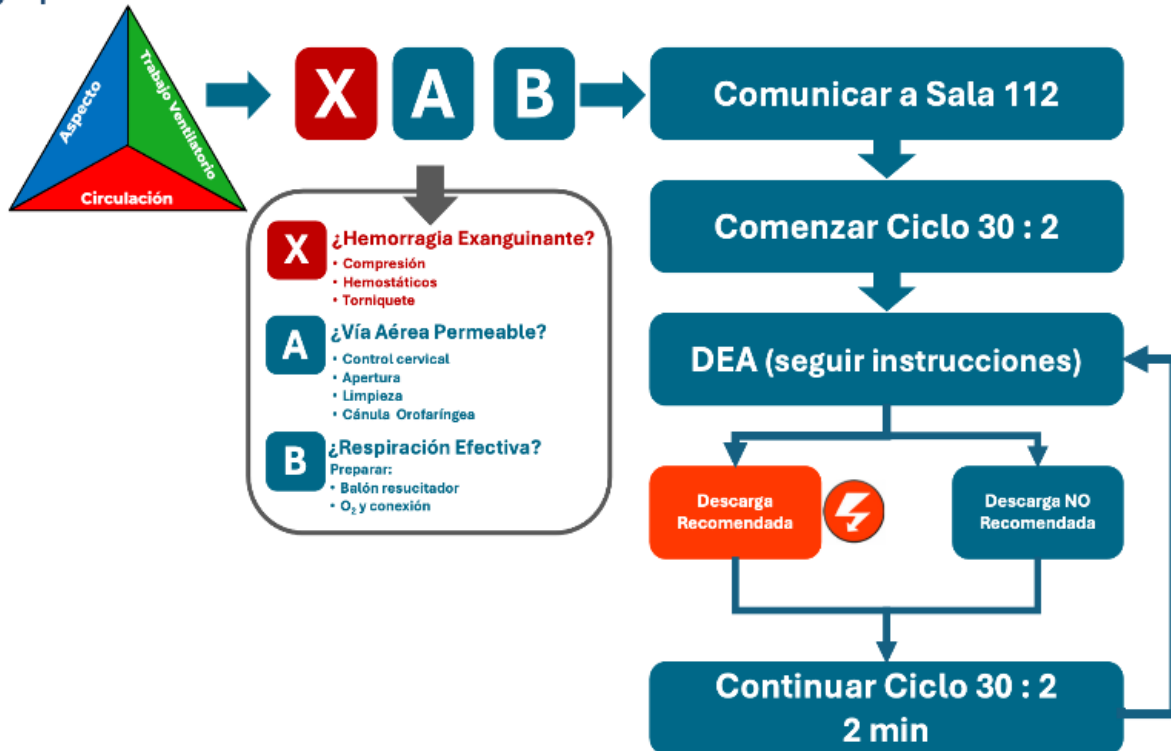 Aspecto
Trabajo Ventilatorio
Circulación
X A B
X
¿Hemorragia Exanguinante?
• Compresión
• Hemostáticos
• Torniquete
A
¿Vía Aérea Permeable?
• Control cervical
• Apertura
• Limpieza
• Cánula Orofaríngea
B
¿Respiración Efectiva?
Preparar:
• Balón resucitador
• O₂ y conexión
Comunicar a Sala 112
Comenzar Ciclo 30 : 2
DEA (seguir instrucciones)
Descarga
Recomendada
Descarga NO
Recomendada
Continuar Ciclo 30 : 2
2 min